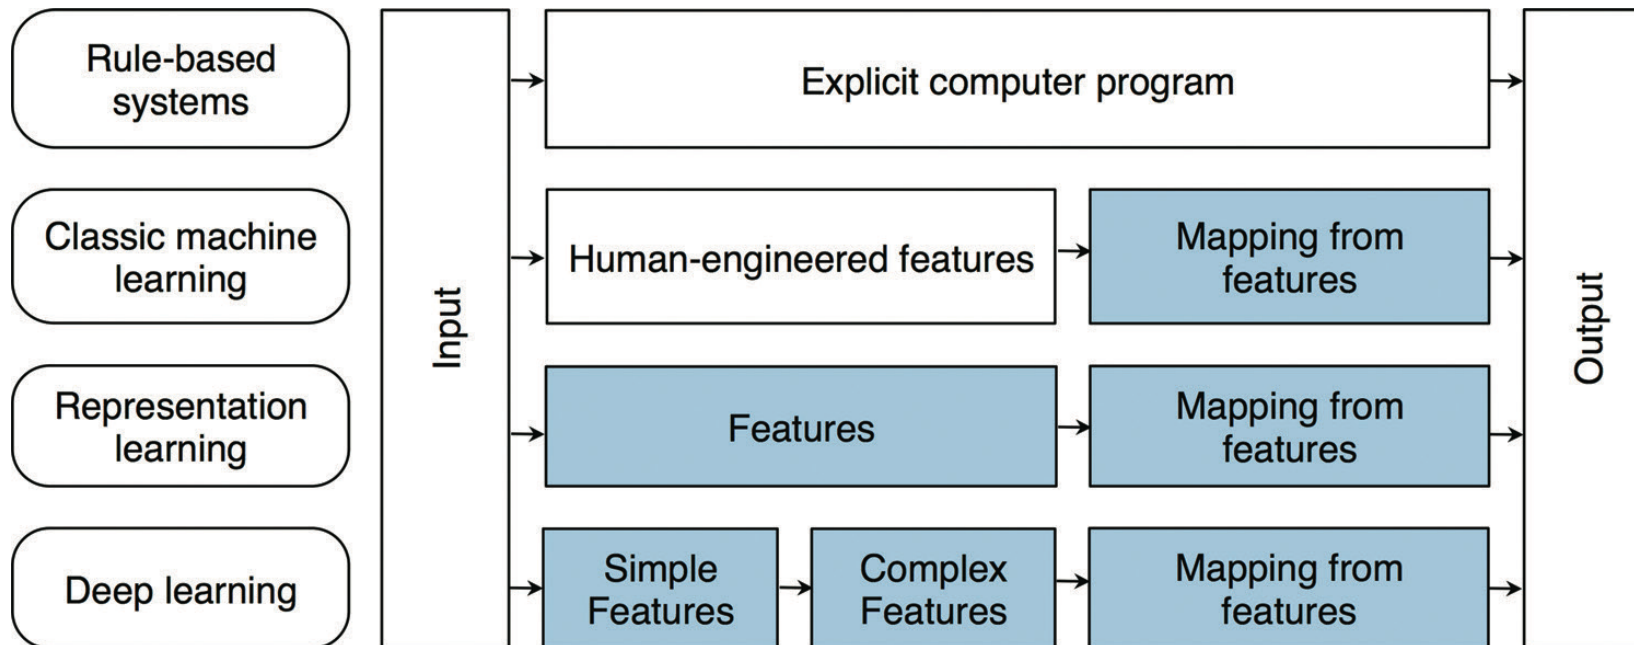 Rule-based
systems
Explicit computer program
Classic machine
learning
Human-engineered features
Mapping from
features
Input
Output
Representation
learning
Features
Mapping from
features
Deep learning
Simple
Features
Complex
Features
Mapping from
features